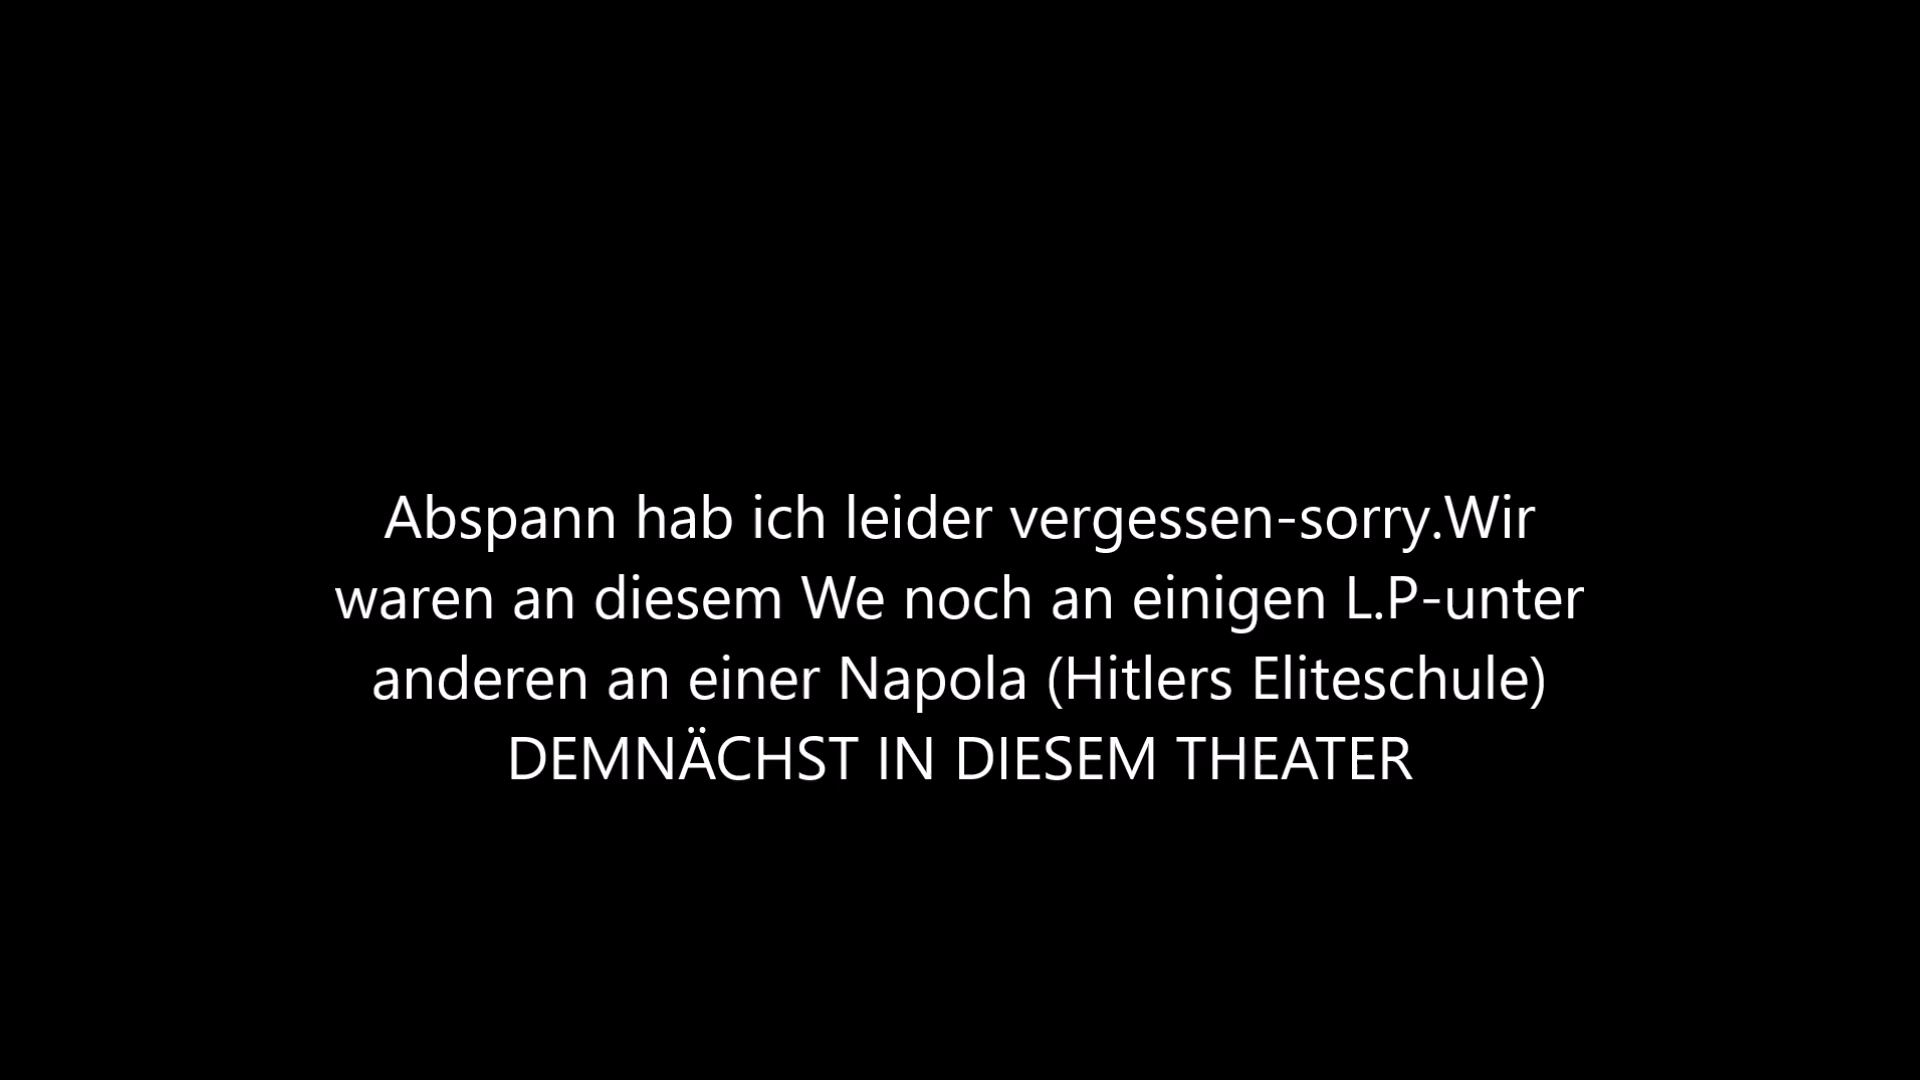 Abspann hab ich leider vergessen-sorry.Wir
waren an diesem We noch an einigen L.P-unter
anderen an einer Napola (Hitlers Eliteschule)
DEMNÄCHST IN DIESEM THEATER